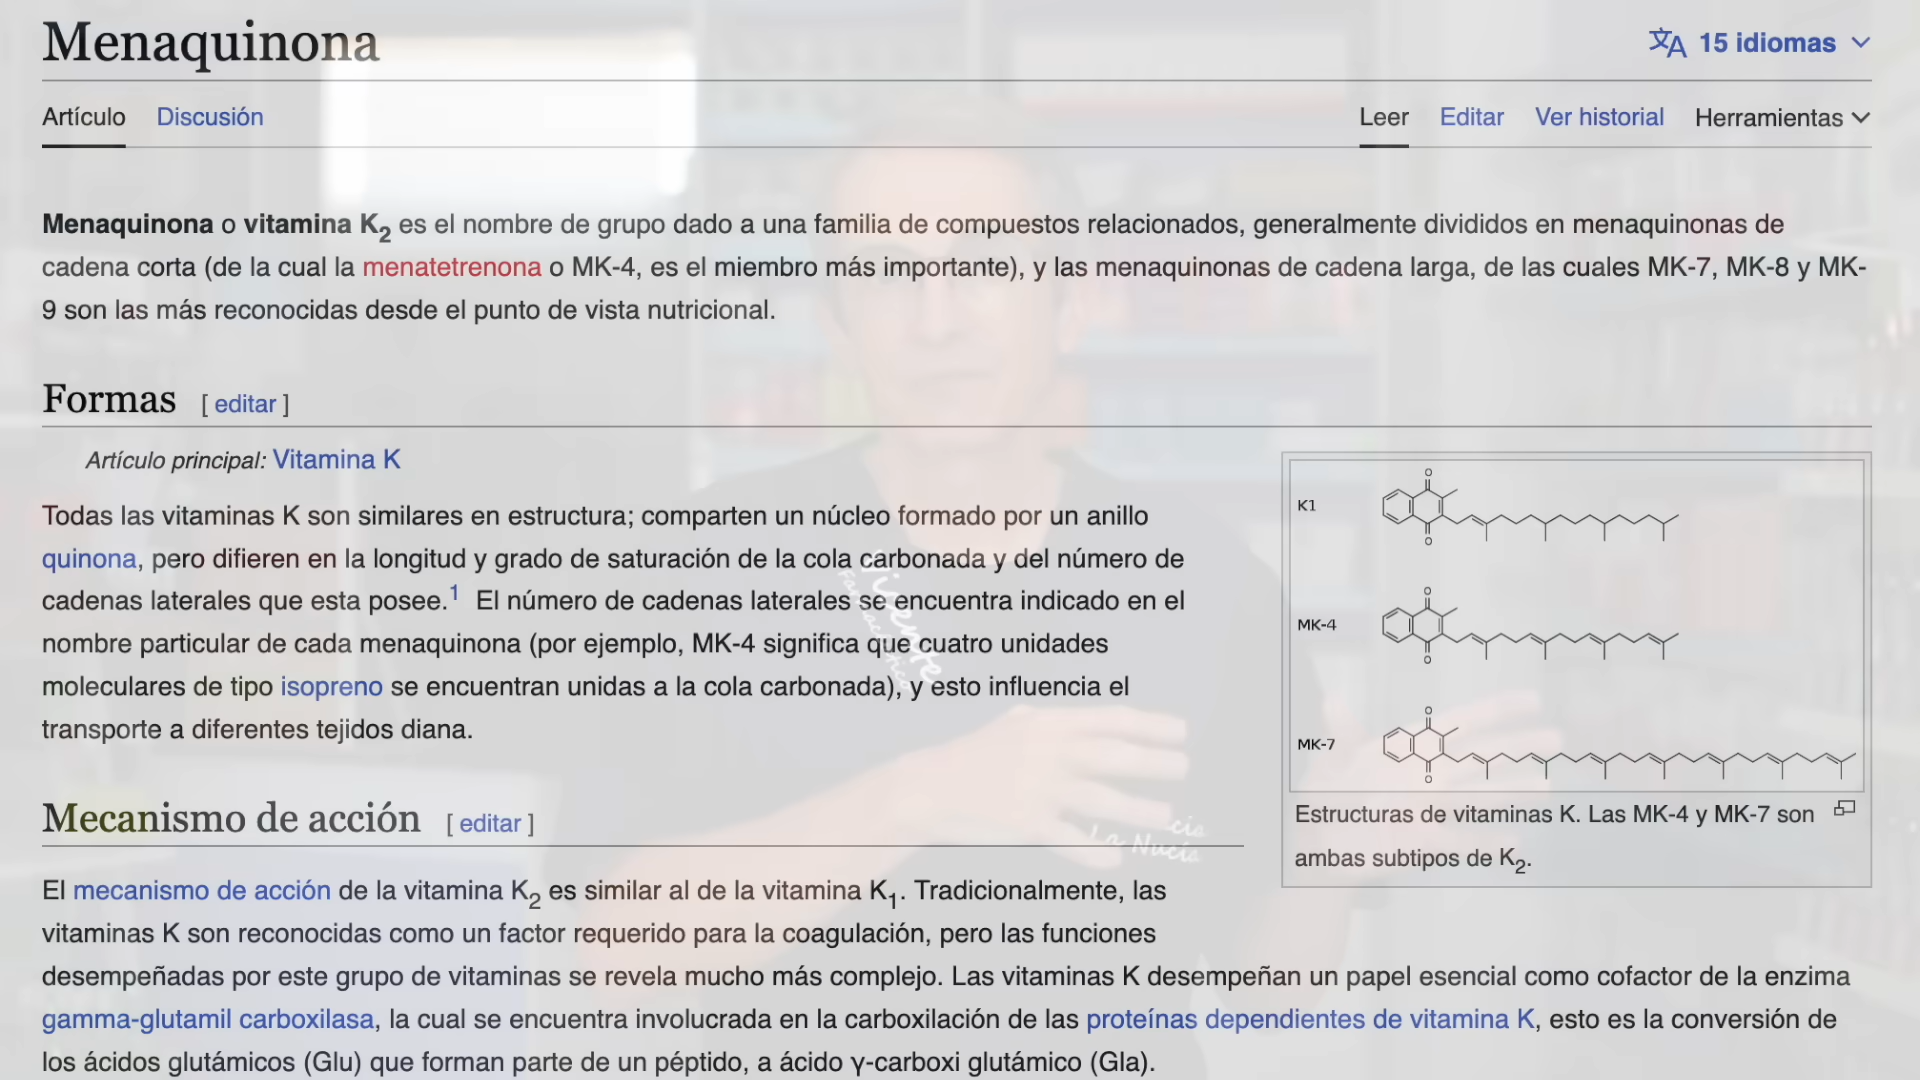 Menaquinona
15 idiomas
Artículo Discusión
Leer Editar Ver historial Herramientas
Menaquinona o vitamina K2 es el nombre de grupo dado a una familia de compuestos relacionados, generalmente divididos en menaquinonas de
cadena corta (de la cual la menatetrenona o MK-4, es el miembro más importante), y las menaquinonas de cadena larga, de las cuales MK-7, MK-8 y MK-
9 son las más reconocidas desde el punto de vista nutricional.
Formas [ editar ]
Artículo principal: Vitamina K
Todas las vitaminas K son similares en estructura; comparten un núcleo formado por un anillo
quinona, pero difieren en la longitud y grado de saturación de la cola carbonada y del número de
cadenas laterales que esta posee.1 El número de cadenas laterales se encuentra indicado en el
nombre particular de cada menaquinona (por ejemplo, MK-4 significa que cuatro unidades
moleculares de tipo isopreno se encuentran unidas a la cola carbonada), y esto influencia el
transporte a diferentes tejidos diana.
K1
O
O
MK-4
O
O
MK-7
O
O
Estructuras de vitaminas K. Las MK-4 y MK-7 son
ambas subtipos de K2.
Mecanismo de acción [ editar ]
El mecanismo de acción de la vitamina K2 es similar al de la vitamina K1. Tradicionalmente, las
vitaminas K son reconocidas como un factor requerido para la coagulación, pero las funciones
desempeñadas por este grupo de vitaminas se revela mucho más complejo. Las vitaminas K desempeñan un papel esencial como cofactor de la enzima
gamma-glutamil carboxilasa, la cual se encuentra involucrada en la carboxilación de las proteínas dependientes de vitamina K, esto es la conversión de
los ácidos glutámicos (Glu) que forman parte de un péptido, a ácido γ-carboxi glutámico (Gla).
La Nucía